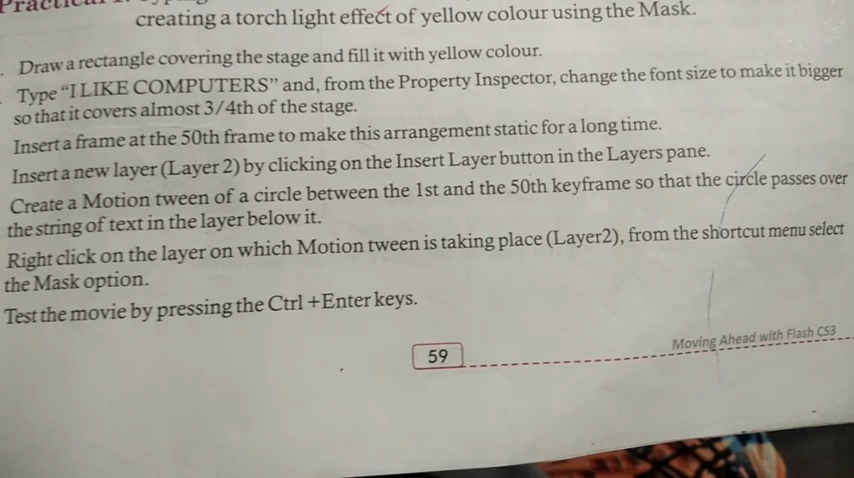 creating a torch light effect of yellow colour using the Mask.
Draw a rectangle covering the stage and fill it with yellow colour.
Type “I LIKE COMPUTERS” and, from the Property Inspector, change the font size to make it bigger
so that it covers almost 3/4th of the stage.
Insert a frame at the 50th frame to make this arrangement static for a long time.
Insert a new layer (Layer 2) by clicking on the Insert Layer button in the Layers pane.
Create a Motion tween of a circle between the 1st and the 50th keyframe so that the circle passes over
the string of text in the layer below it.
Right click on the layer on which Motion tween is taking place (Layer2), from the shortcut menu select
the Mask option.
Test the movie by pressing the Ctrl +Enter keys.
59
Moving Ahead with Flash CS3